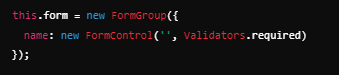 this.form = new FormGroup({
  name: new FormControl('', Validators.required)
});